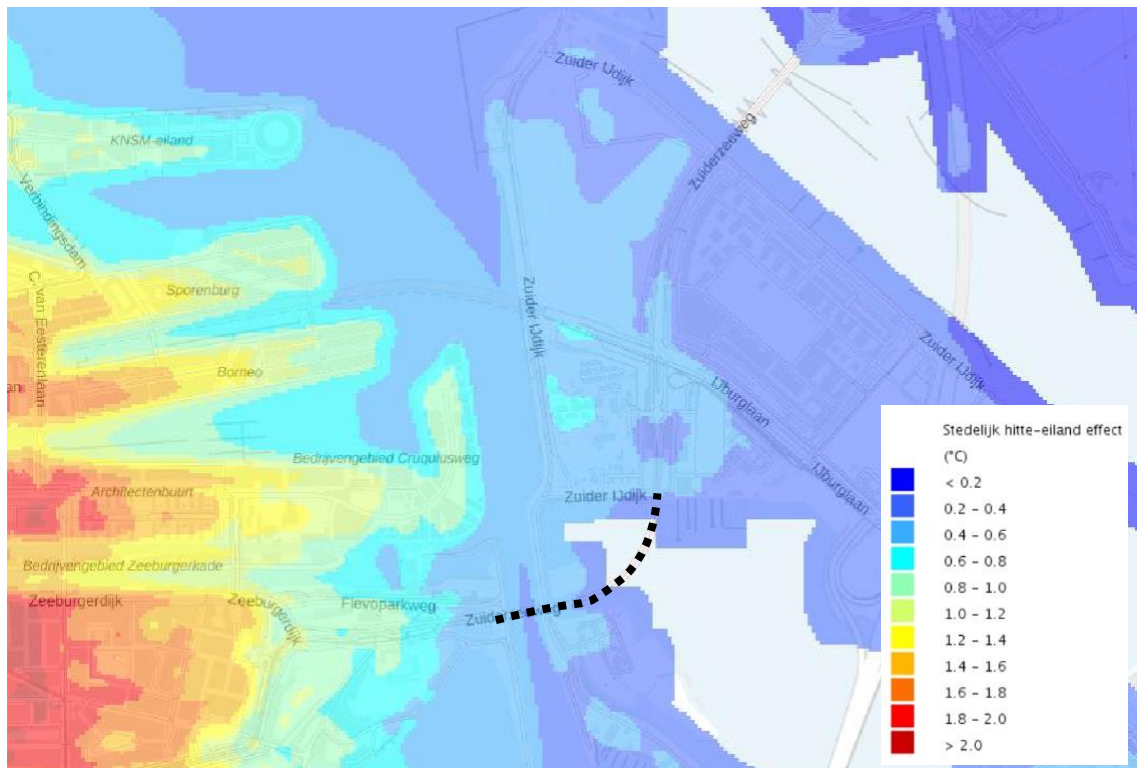 Zuider IJdijk
KNSM-eiland
Verbindingsdam
Zuiderzeeweg
C. van Eesterenlaan
Sporenburg
Zuider IJdijk
Zuider IJdijk
Borneo
an
IJburglaan
Bedrijvengebied Cruquiusweg
IJburglaan
Architectenbuurt
Zuider IJdijk
Bedrijvengebied Zeeburgerkade
Zeeburgerdijk
Zeeburgerdijk
Flevoparkweg
Zuiderzeeweg
Stedelijk hitte-eiland effect
(°C)
< 0.2
0.2 - 0.4
0.4 - 0.6
0.6 - 0.8
0.8 - 1.0
1.0 - 1.2
1.2 - 1.4
1.4 - 1.6
1.6 - 1.8
1.8 - 2.0
> 2.0